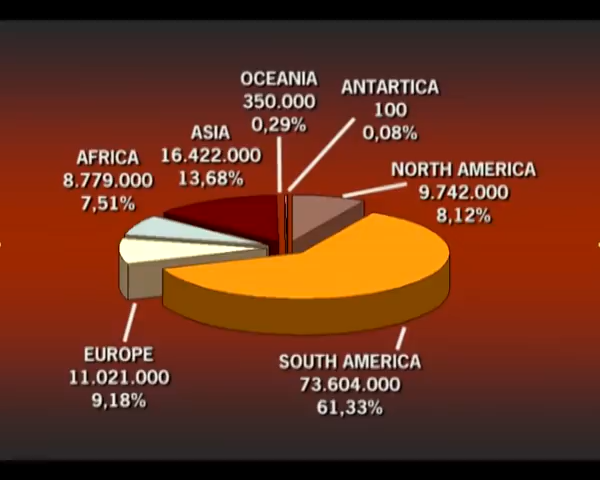 OCEANIA
350.000
0,29%
ANTARTICA
100
0,08%
ASIA
16.422.000
13,68%
AFRICA
8.779.000
7,51%
NORTH AMERICA
9.742.000
8,12%
EUROPE
11.021.000
9,18%
SOUTH AMERICA
73.604.000
61,33%